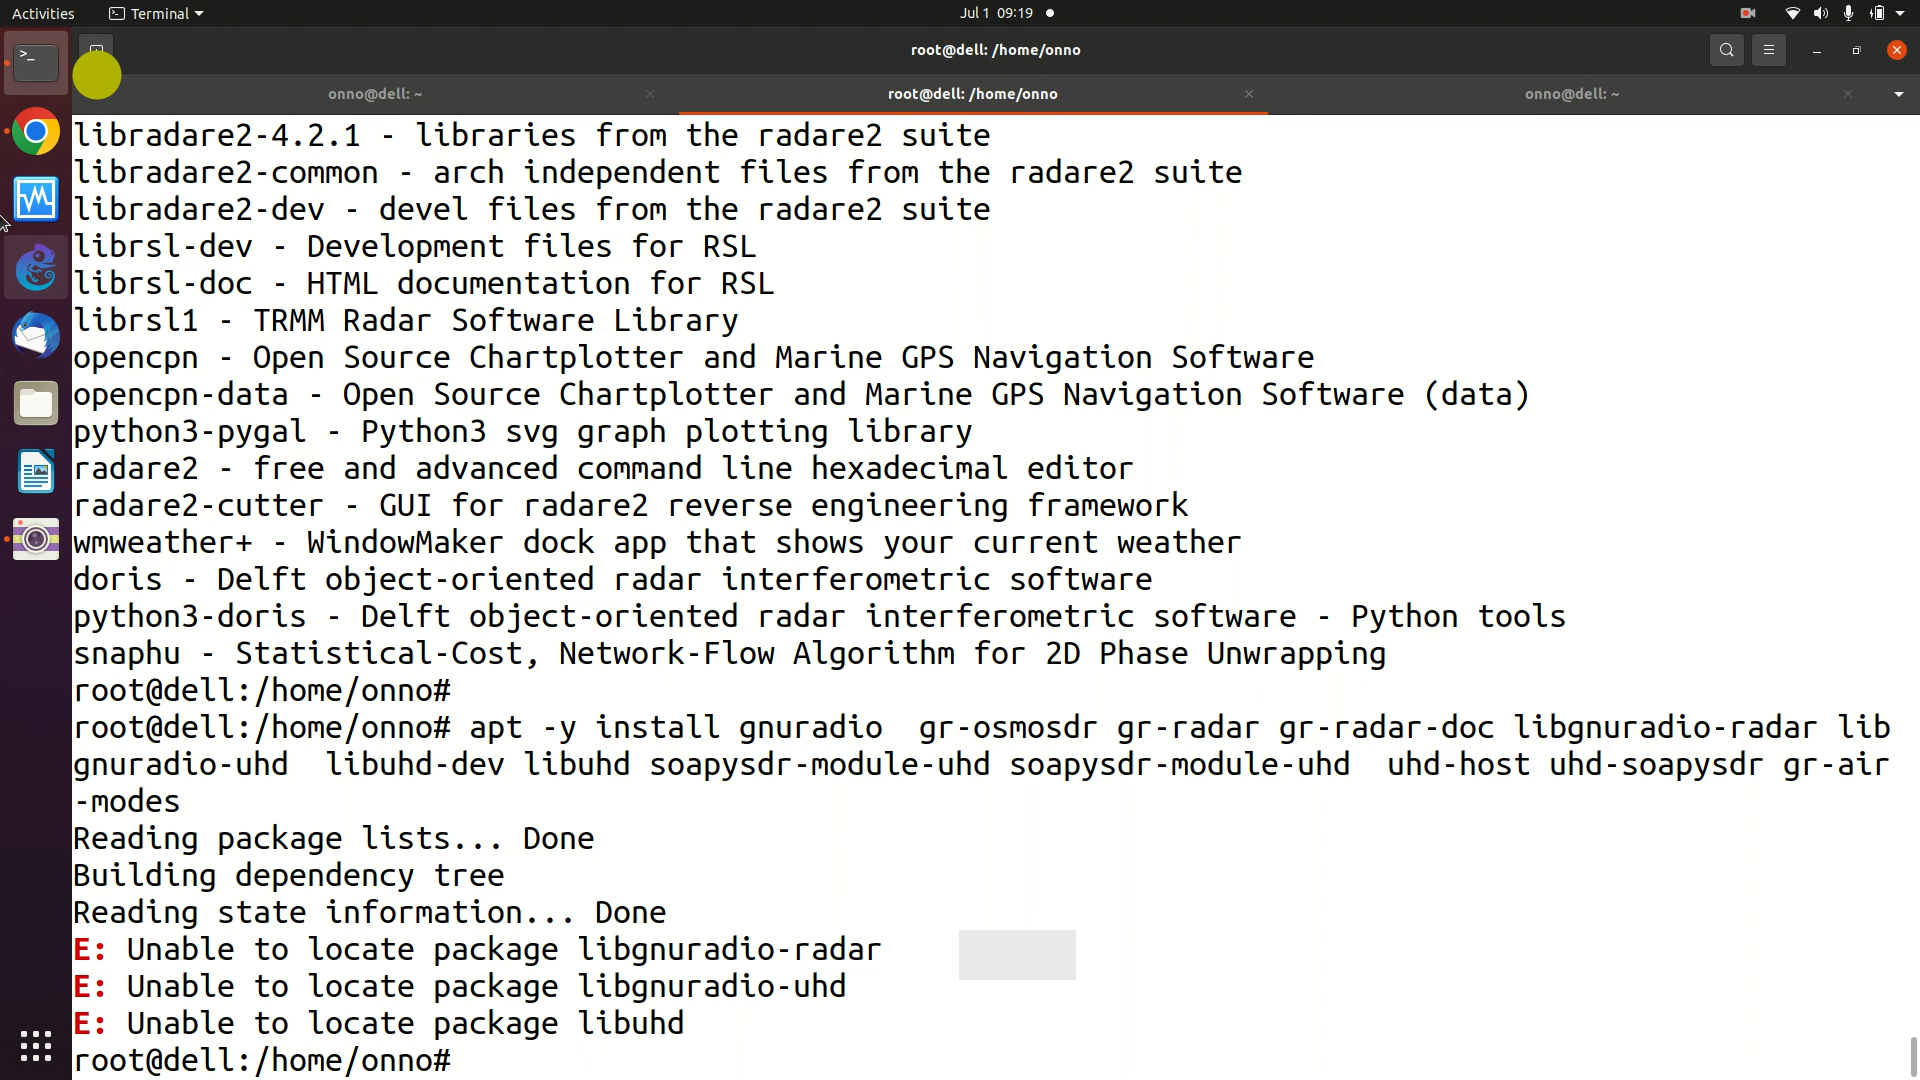 Activities
Terminal
Jul 1 09:19
root@dell: /home/onno
onno@dell: ~
root@dell: /home/onno
onno@dell: ~
libradare2-4.2.1 - libraries from the radare2 suite
libradare2-common - arch independent files from the radare2 suite
libradare2-dev - devel files from the radare2 suite
librsl-dev - Development files for RSL
librsl-doc - HTML documentation for RSL
librsl1 - TRMM Radar Software Library
opencpn - Open Source Chartplotter and Marine GPS Navigation Software
opencpn-data - Open Source Chartplotter and Marine GPS Navigation Software (data)
python3-pygal - Python3 svg graph plotting library
radare2 - free and advanced command line hexadecimal editor
radare2-cutter - GUI for radare2 reverse engineering framework
wmweather+ - WindowMaker dock app that shows your current weather
doris - Delft object-oriented radar interferometric software
python3-doris - Delft object-oriented radar interferometric software - Python tools
snaphu - Statistical-Cost, Network-Flow Algorithm for 2D Phase Unwrapping
root@dell:/home/onno#
root@dell:/home/onno# apt -y install gnuradio  gr-osmosdr gr-radar gr-radar-doc libgnuradio-radar lib
gnuradio-uhd  libuhd-dev libuhd soapysdr-module-uhd soapysdr-module-uhd  uhd-host uhd-soapysdr gr-air
-modes
Reading package lists... Done
Building dependency tree
Reading state information... Done
E: Unable to locate package libgnuradio-radar
E: Unable to locate package libgnuradio-uhd
E: Unable to locate package libuhd
root@dell:/home/onno#